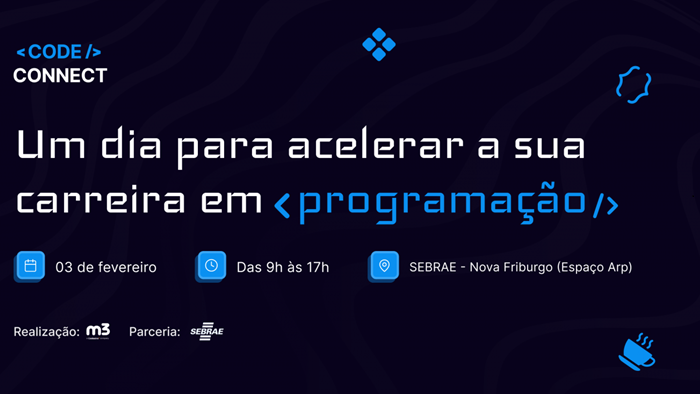 <CODE/>
CONNECT
Um dia para acelerar a sua
carreira em <programação/>
03 de fevereiro
Das 9h às 17h
SEBRAE - Nova Friburgo (Espaço Arp)
Realização: m3
Parceria: SEBRAE